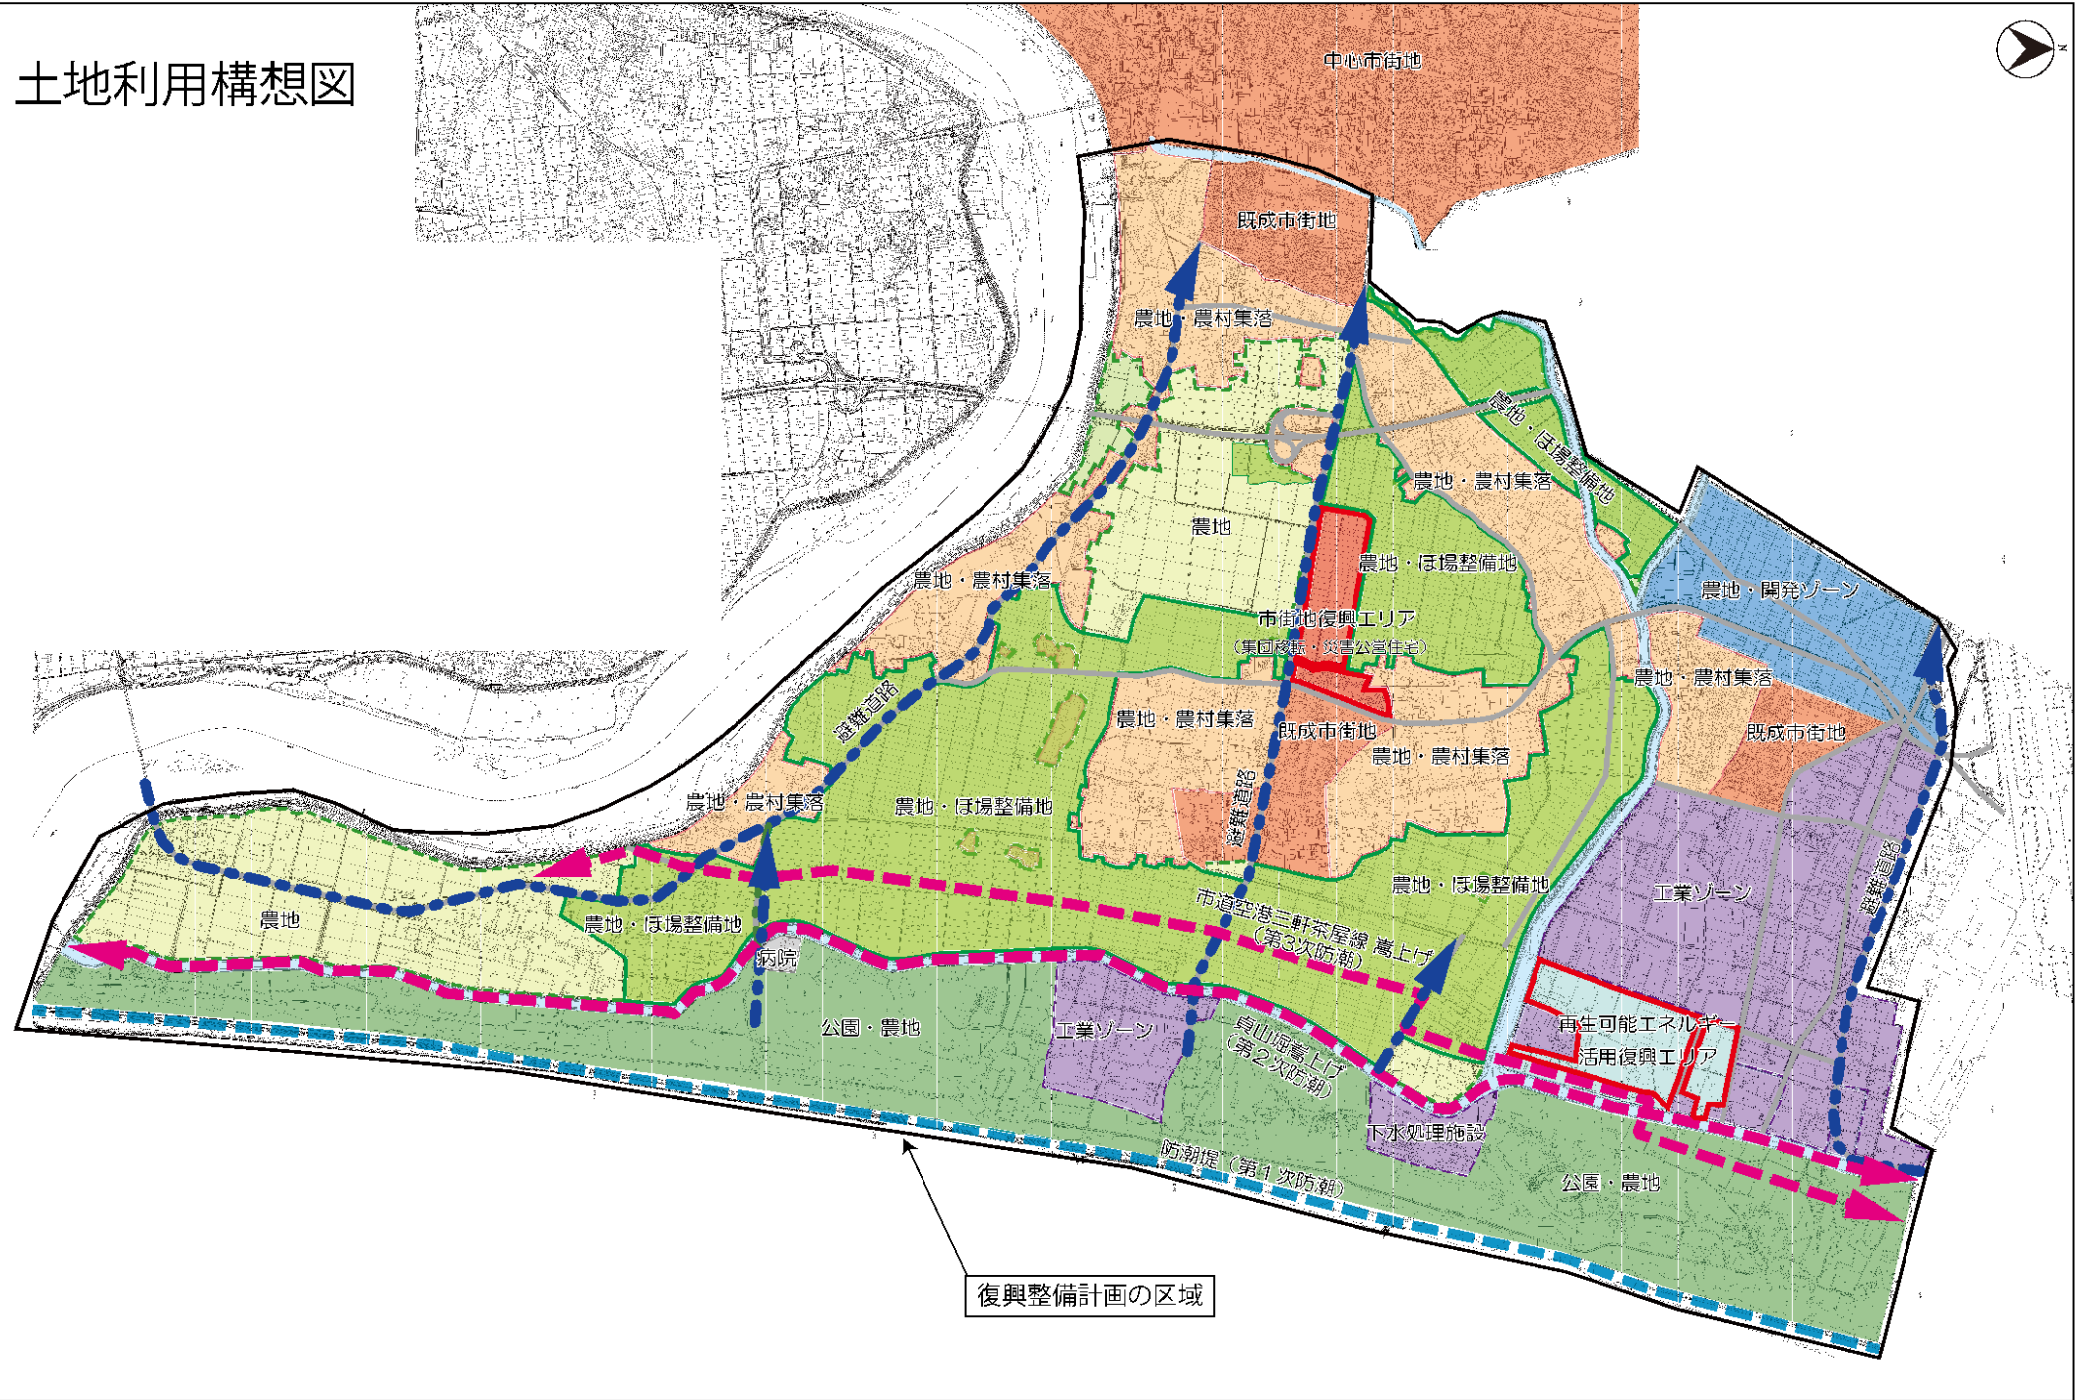 土地利用構想図
N
中心市街地
既成市街地
農地・農村集落
農地・ほ場整備地
農地・農村集落
農地
農地・ほ場整備地
農地・農村集落
農地・開発ゾーン
市街地復興エリア
(集団移転・災害公営住宅)
農地・農村集落
避難道路
農地・農村集落
既成市街地
農地・農村集落
既成市街地
農地・農村集落
農地・ほ場整備地
避難道路
避難道路
農地・ほ場整備地
工業ゾーン
農地
農地・ほ場整備地
市道空港三軒茶屋線 嵩上げ
(第3次防潮)
病院
公園・農地
工業ゾーン
貞山堀嵩上げ
(第2次防潮)
再生可能エネルギー
活用復興エリア
下水処理施設
防潮堤(第1次防潮)
公園・農地
復興整備計画の区域